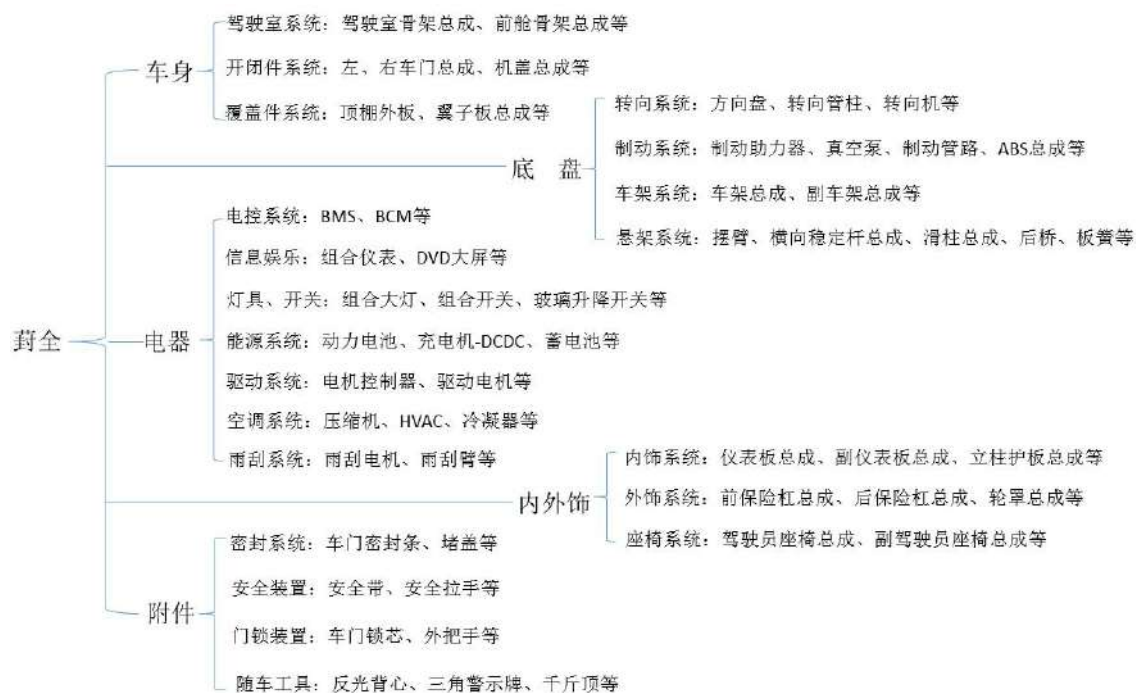 驾驶室系统：驾驶室骨架总成、前舱骨架总成等
车身
开闭件系统：左、右车门总成、机盖总成等
覆盖件系统：顶棚外板、翼子板总成等
转向系统：方向盘、转向管柱、转向机等
底 盘
制动系统：制动助力器、真空泵、制动管路、ABS总成等
车架系统：车架总成、副车架总成等
悬架系统：摆臂、横向稳定杆总成、滑柱总成、后桥、板簧等
电控系统：BMS、BCM等
信息娱乐：组合仪表、DVD大屏等
灯具、开关：组合大灯、组合开关、玻璃升降开关等
葑全
电器
能源系统：动力电池、充电机-DCDC、蓄电池等
驱动系统：电机控制器、驱动电机等
空调系统：压缩机、HVAC、冷凝器等
雨刮系统：雨刮电机、雨刮臂等
内饰系统：仪表板总成、副仪表板总成、立柱护板总成等
内外饰
外饰系统：前保险杠总成、后保险杠总成、轮罩总成等
座椅系统：驾驶员座椅总成、副驾驶员座椅总成等
密封系统：车门密封条、堵盖等
安全装置：安全带、安全拉手等
附件
门锁装置：车门锁芯、外把手等
随车工具：反光背心、三角警示牌、千斤顶等